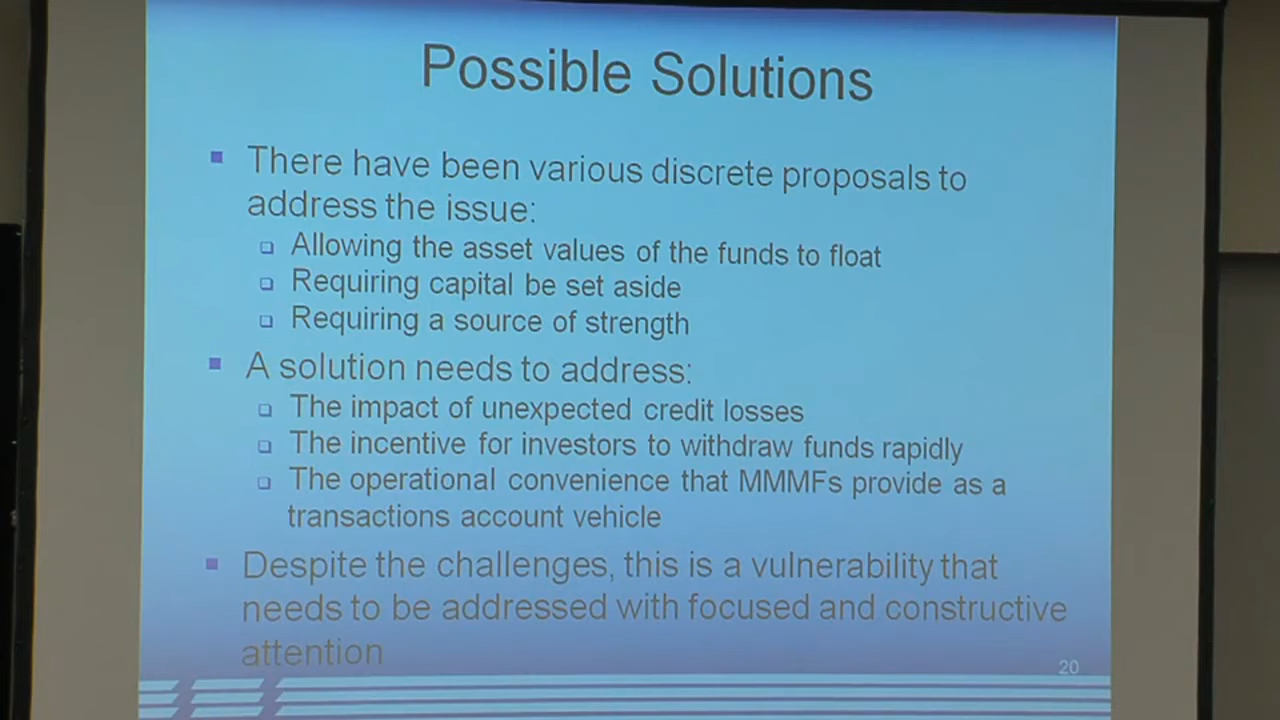 Possible Solutions
There have been various discrete proposals to
address the issue:
Allowing the asset values of the funds to float
Requiring capital be set aside
Requiring a source of strength
A solution needs to address:
The impact of unexpected credit losses
The incentive for investors to withdraw funds rapidly
The operational convenience that MMMFs provide as a
transactions account vehicle
Despite the challenges, this is a vulnerability that
needs to be addressed with focused and constructive
attention
20